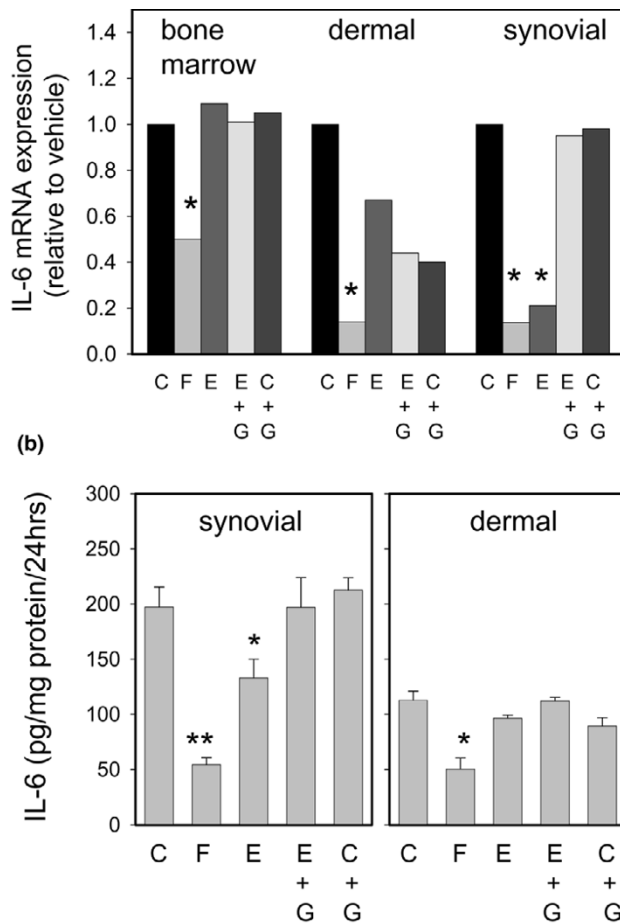 IL-6 mRNA expression
(relative to vehicle)
bone
marrow
dermal
synovial
1.4
1.2
1.0
0.8
0.6
0.4
0.2
0.0
*
*
* *
C F E E C C F E E C C F E E C
+ + + + + +
G G G G G G
(b)
IL-6 (pg/mg protein/24hrs)
300
250
200
150
100
50
0
synovial
dermal
**
*
*
C F E E C C F E E C
+ + + +
G G G G